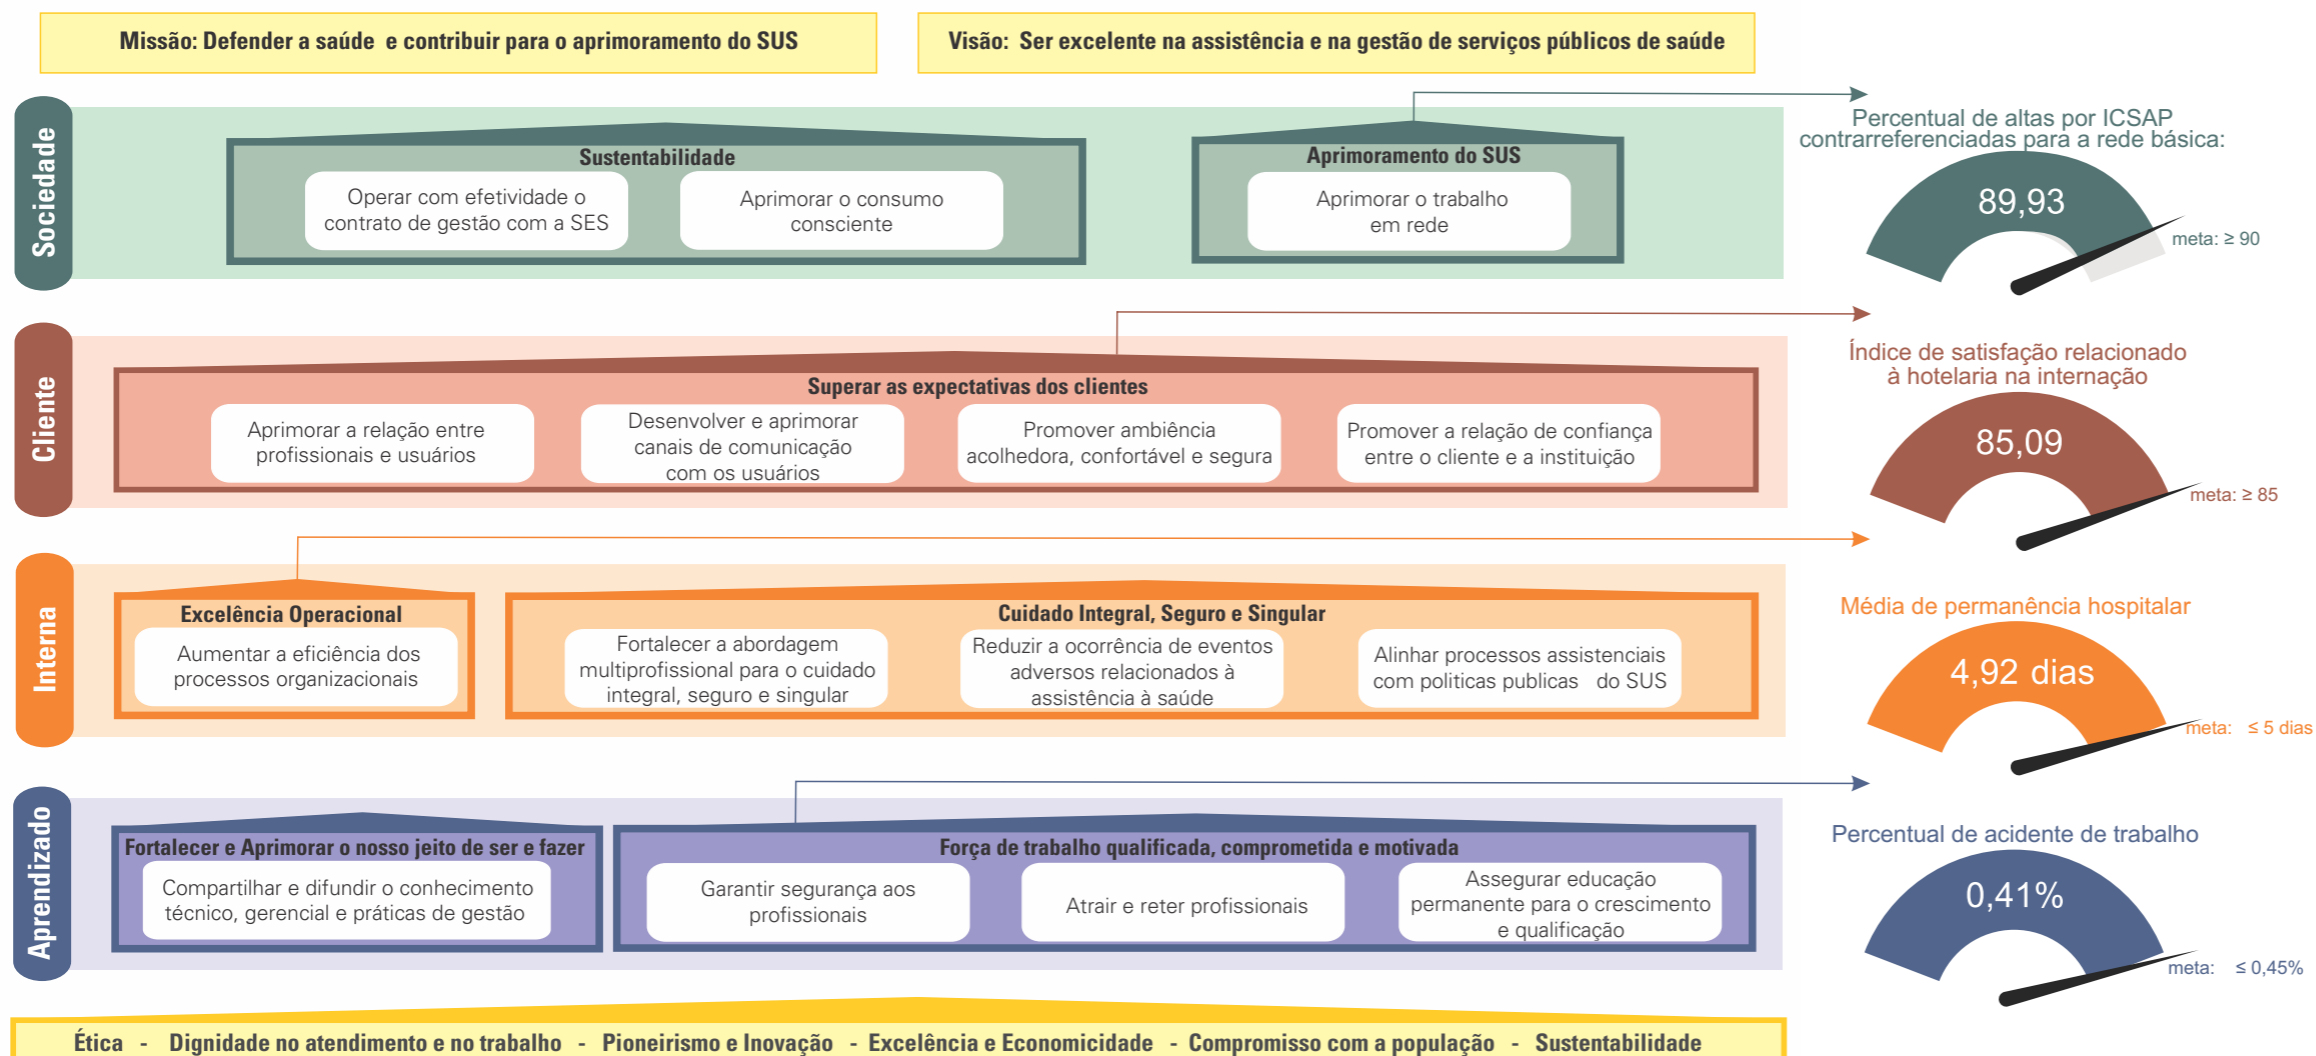 Missão: Defender a saúde e contribuir para o aprimoramento do SUS
Visão: Ser excelente na assistência e na gestão de serviços públicos de saúde
Sociedade
Sustentabilidade
Operar com efetividade o
contrato de gestão com a SES
Aprimorar o consumo
consciente
Aprimoramento do SUS
Aprimorar o trabalho
em rede
Percentual de altas por ICSAP
contrarreferenciadas para a rede básica:
89,93
meta: ≥ 90
Cliente
Superar as expectativas dos clientes
Aprimorar a relação entre
profissionais e usuários
Desenvolver e aprimorar
canais de comunicação
com os usuários
Promover ambiência
acolhedora, confortável e segura
Promover a relação de confiança
entre o cliente e a instituição
Índice de satisfação relacionado
à hotelaria na internação
85,09
meta: ≥ 85
Interna
Excelência Operacional
Aumentar a eficiência dos
processos organizacionais
Cuidado Integral, Seguro e Singular
Fortalecer a abordagem
multiprofissional para o cuidado
integral, seguro e singular
Reduzir a ocorrência de eventos
adversos relacionados à
assistência à saúde
Alinhar processos assistenciais
com politicas publicas do SUS
Média de permanência hospitalar
4,92 dias
meta: ≤ 5 dias
Aprendizado
Fortalecer e Aprimorar o nosso jeito de ser e fazer
Compartilhar e difundir o conhecimento
técnico, gerencial e práticas de gestão
Força de trabalho qualificada, comprometida e motivada
Garantir segurança aos
profissionais
Atrair e reter profissionais
Assegurar educação
permanente para o crescimento
e qualificação
Percentual de acidente de trabalho
0,41%
meta: ≤ 0,45%
Ética - Dignidade no atendimento e no trabalho - Pioneirismo e Inovação - Excelência e Economicidade - Compromisso com a população - Sustentabilidade